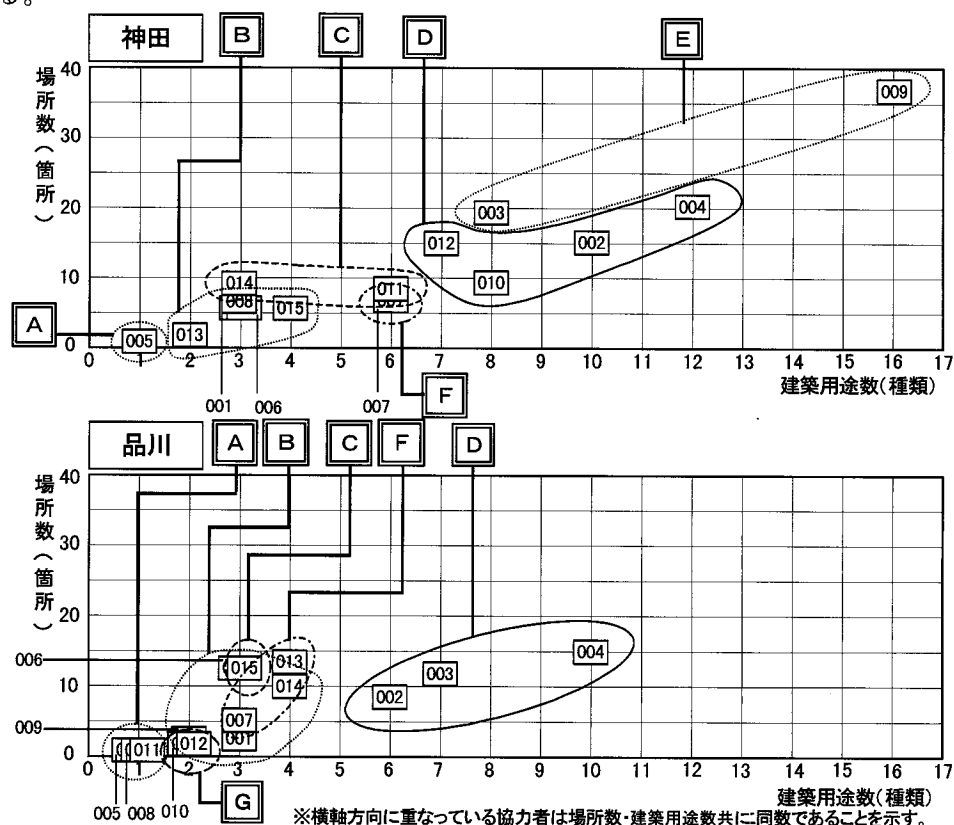 る。
神田
B
C
D
E
場所数(箇所)
40
30
20
10
0
009
003
004
012
002
010
014
011
008
007
015
013
005
A
0 1 2 3 4 5 6 7 8 9 10 11 12 13 14 15 16 17
建築用途数(種類)
001 006 007
F
品川
A
B
C
F
D
場所数(箇所)
40
30
20
10
0
006
015
013
014
004
003
002
007
001
009
011
012
0 1 2 3 4 5 6 7 8 9 10 11 12 13 14 15 16 17
建築用途数(種類)
005 008 010
G
※横軸方向に重なっている協力者は場所数・建築用途数共に同数であることを示す。